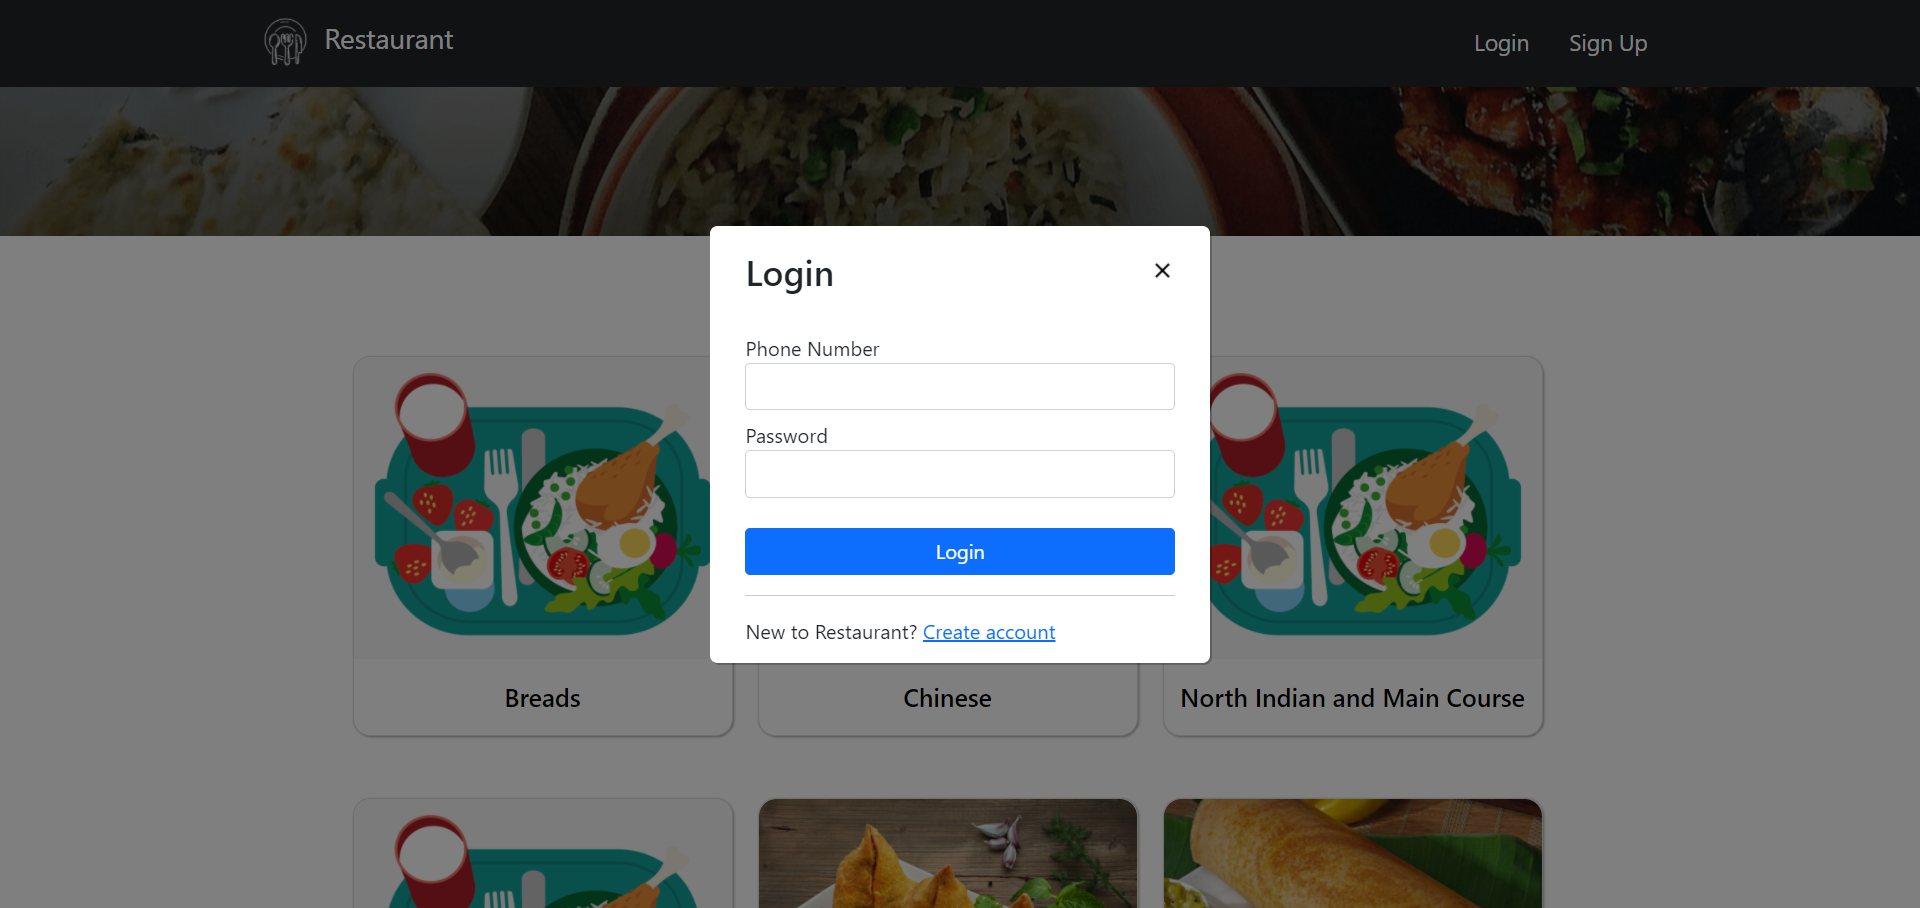 Restaurant
Login
Sign Up
Login
Phone Number
Password
Login
New to Restaurant? Create account
Breads
Chinese
North Indian and Main Course